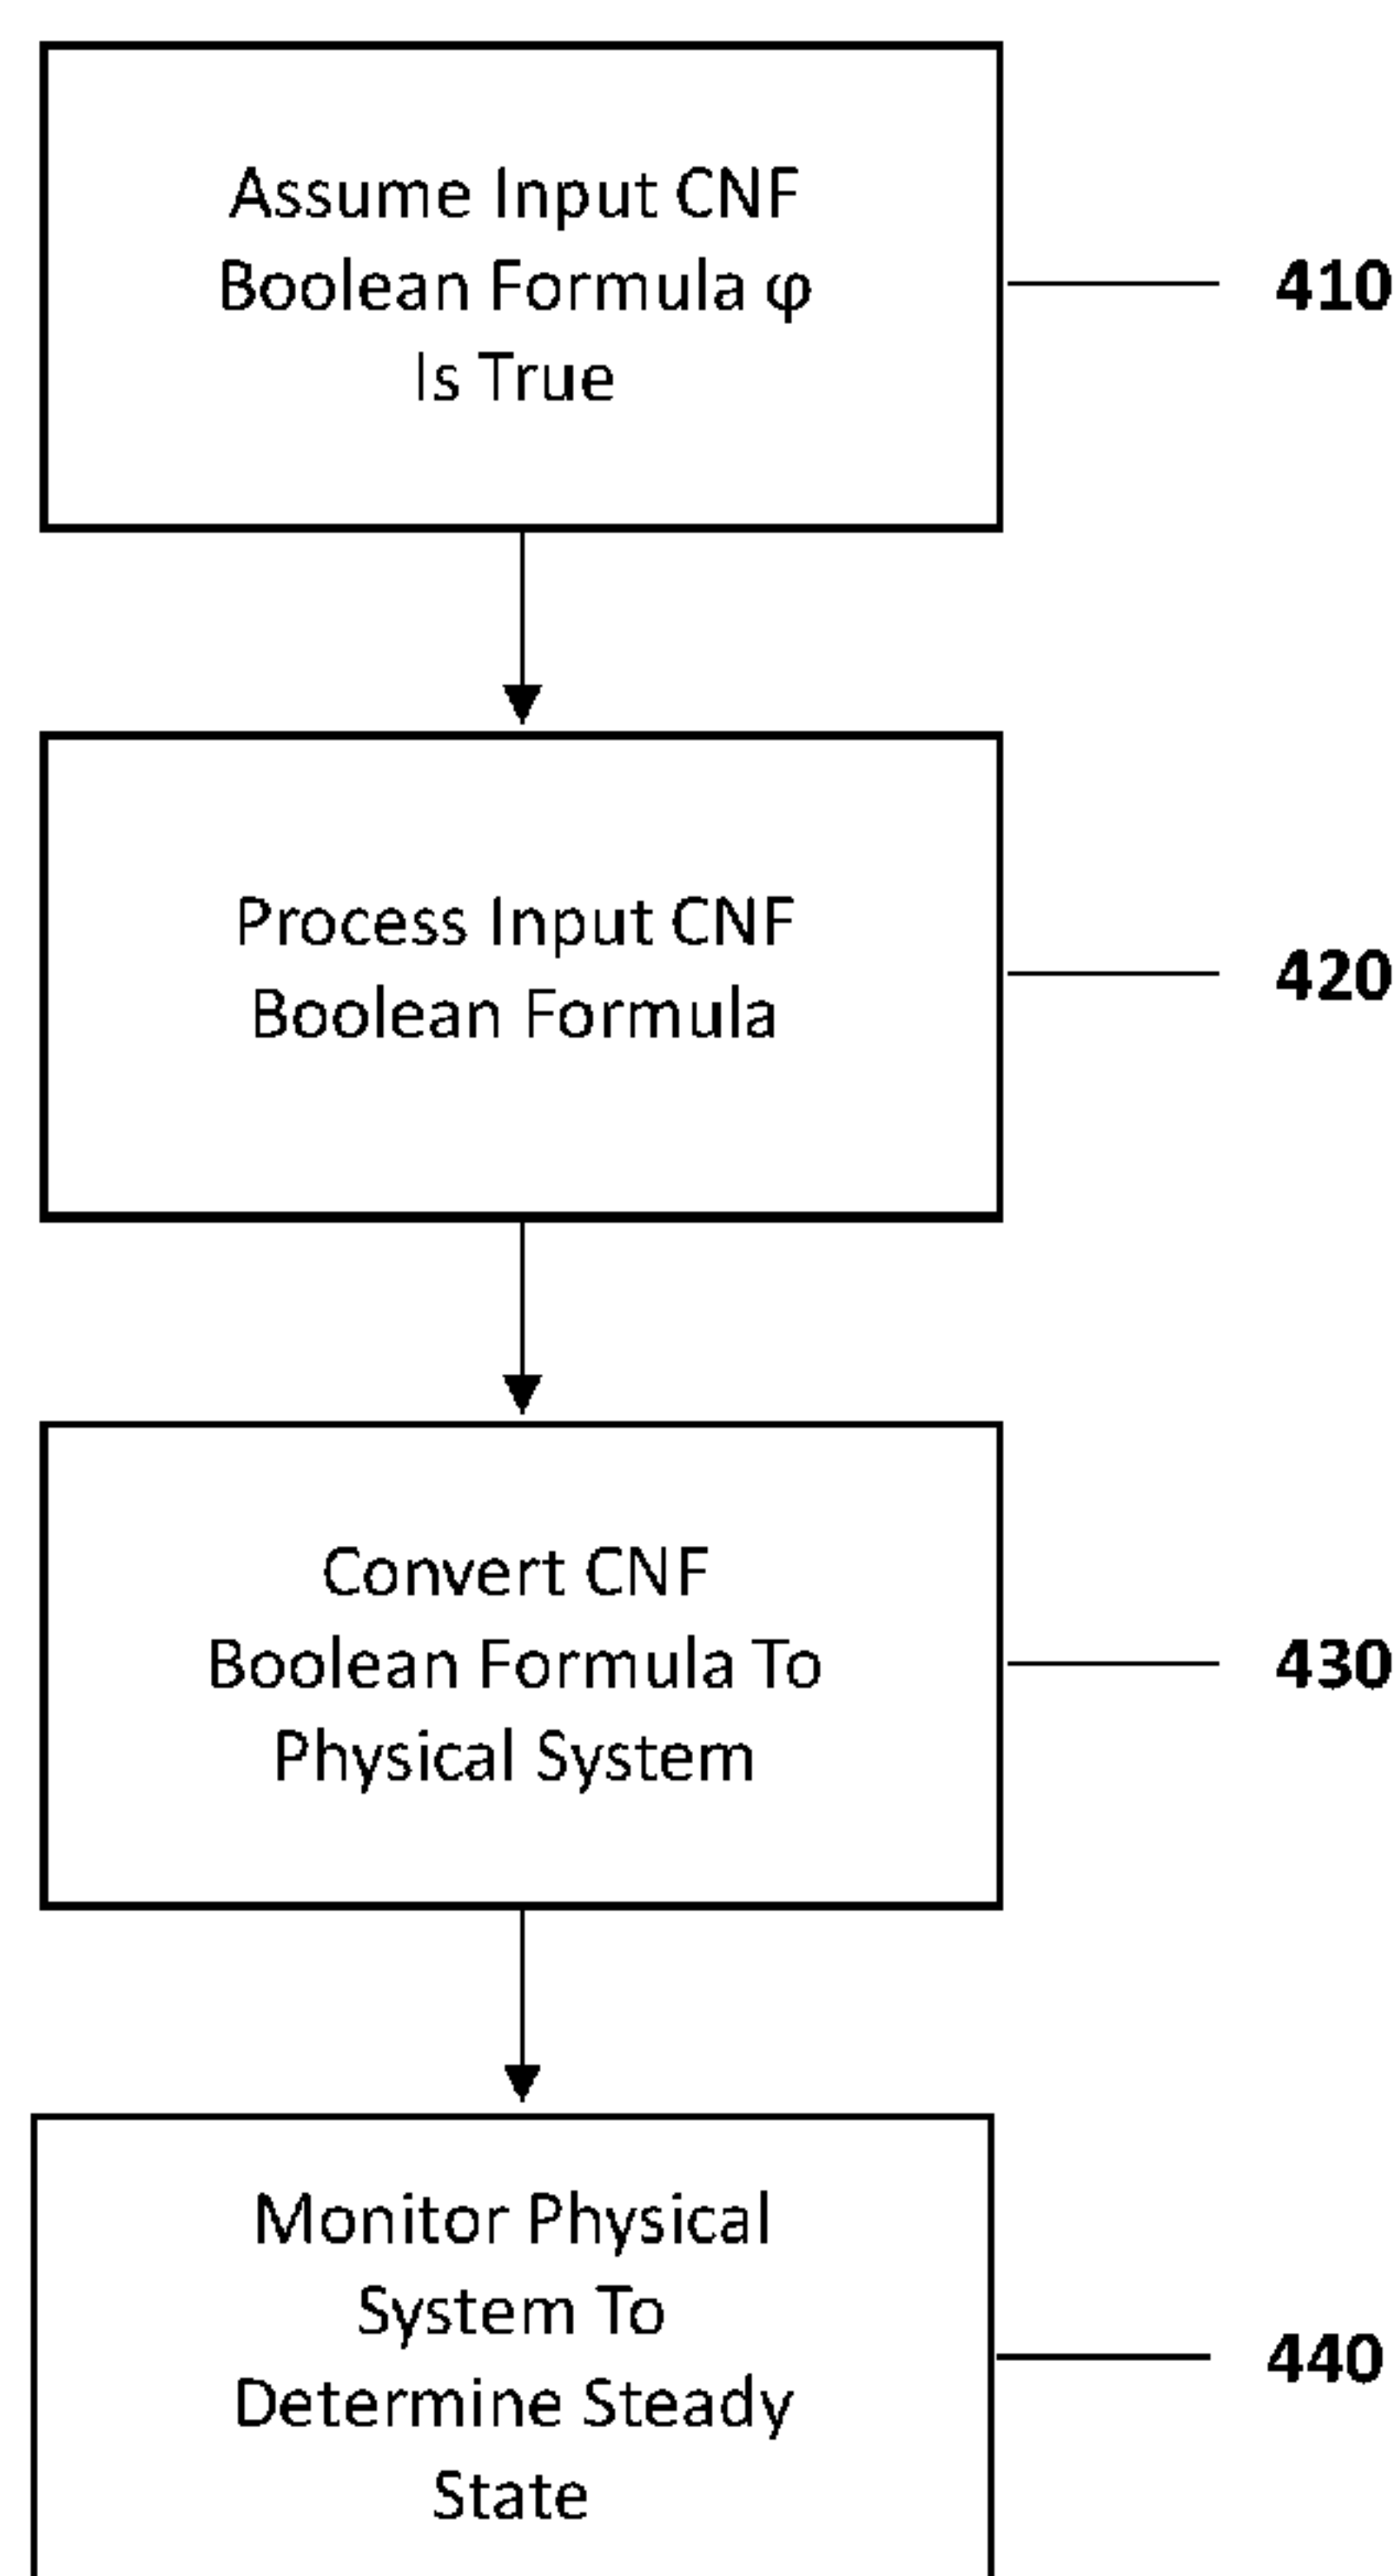 Assume Input CNF
Boolean Formula φ
Is True
410
Process Input CNF
Boolean Formula
420
Convert CNF
Boolean Formula To
Physical System
430
Monitor Physical
System To
Determine Steady
State
440